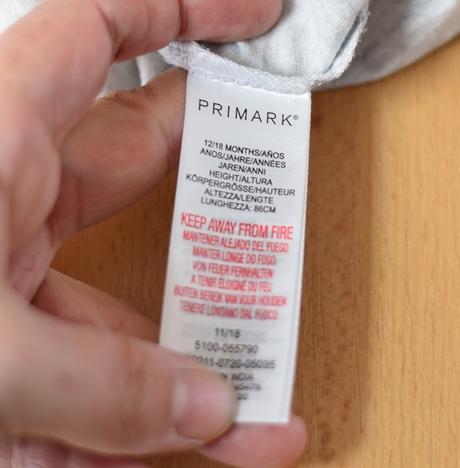 PRIMARK®
12/18 MONTHS/AÑOS
ANOS/JAHRE/ANNÉES
JAREN/ANNI
HEIGHT/ALTURA
KÖRPERGRÖSSE/HAUTEUR
ALTEZZA/LENGTE
LUNGHEZZA: 86CM
KEEP AWAY FROM FIRE
MANTENER ALEJADO DEL FUEGO
MANTER LONGE DO FOGO
VON FEUER FERNHALTEN
A TENIR ÉLOIGNÉ DU FEU
BUITEN BEREIK VAN VUUR HOUDEN
TENERE LONTANO DAL FUOCO
11/18
5100-055790
INDIA